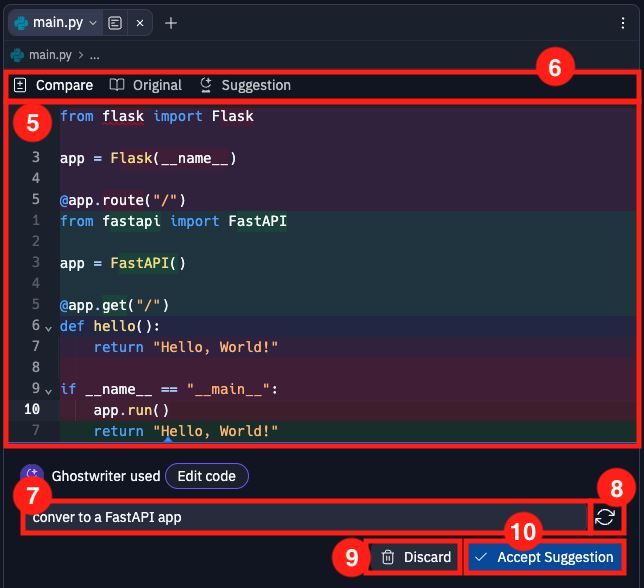 main.py
main.py > ...
6
Compare Original Suggestion
5
from flask import Flask
3 app = Flask(__name__)
4
5 @app.route("/")
1 from fastapi import FastAPI
2
3 app = FastAPI()
4
5 @app.get("/")
6 def hello():
7 return "Hello, World!"
8
9 if __name__ == "__main__":
10 app.run()
7 return "Hello, World!"
Ghostwriter used Edit code
7 8
conver to a FastAPI app
10
9 Discard Accept Suggestion